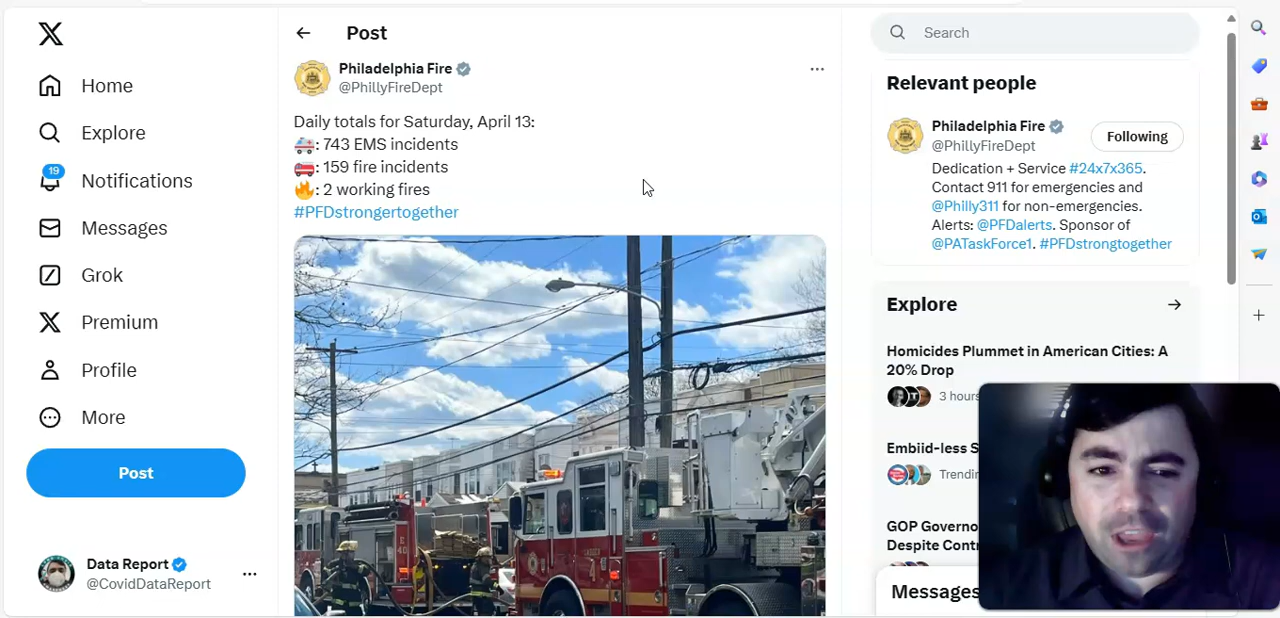 Home
Explore
19
Notifications
Messages
Grok
Premium
Profile
More
Post
Data Report
@CovidDataReport
Post
Philadelphia Fire
@PhillyFireDept
Daily totals for Saturday, April 13:
: 743 EMS incidents
: 159 fire incidents
: 2 working fires
#PFDstrongertogether
Search
Relevant people
Philadelphia Fire
@PhillyFireDept
Following
Dedication + Service #24x7x365.
Contact 911 for emergencies and
@Philly311 for non-emergencies.
Alerts: @PFDalerts. Sponsor of
@PATaskForce1. #PFDstrongtogether
Explore
Homicides Plummet in American Cities: A
20% Drop
3 hours
Embiid-less
Trending
GOP Governo
Despite
Messages